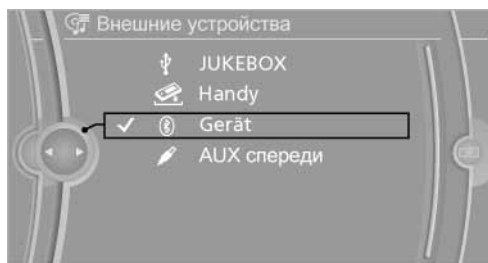 Внешние устройства
JUKEBOX
Handy
Gerät
AUX спереди